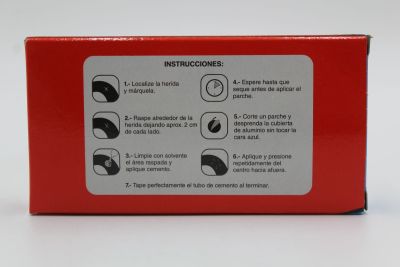 INSTRUCCIONES:
1.- Localize la herida
y márquela.
2.- Raspe alrededor de la
herida dejando aprox. 2 cm
de cada lado.
3.- Limpie con solvente
el área raspada y
aplique cemento.
4.- Espere hasta que
seque antes de aplicar el
parche.
5.- Corte un parche y
desprenda la cubierta
de aluminio sin tocar la
cara azul.
6.- Aplique y presione
repetidamente del
centro hacia afuera.
7.- Tape perfectamente el tubo de cemento al terminar.